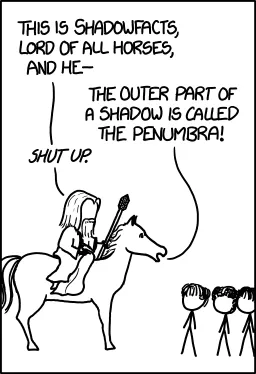 THIS IS SHADOWFACTS,
LORD OF ALL HORSES,
AND HE—
THE OUTER PART OF
A SHADOW IS CALLED
THE PENUMBRA!
SHUT UP.